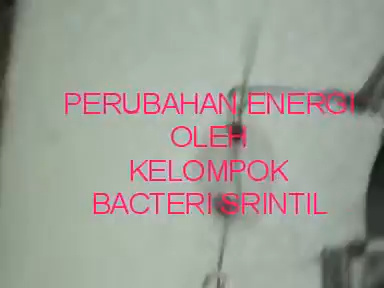 PERUBAHAN ENERGI
OLEH
KELOMPOK
BACTERI SRINTIL